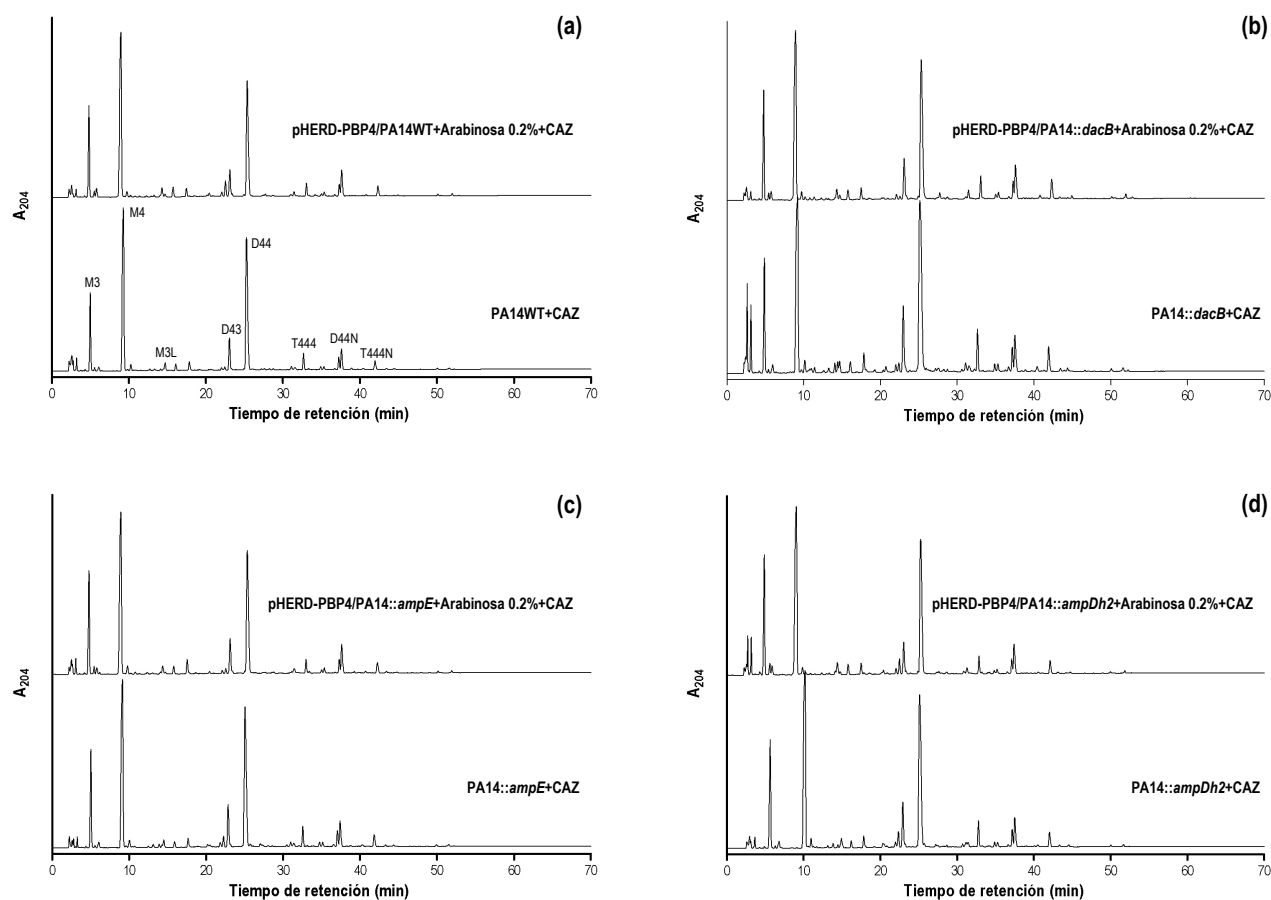 (a)
pHERD-PBP4/PA14WT+Arabinosa 0.2%+CAZ
A204
M4
D44
M3
PA14WT+CAZ
D43
T444
D44N
M3L
T444N
0 10 20 30 40 50 60 70
Tiempo de retención (min)
(b)
pHERD-PBP4/PA14::dacB+Arabinosa 0.2%+CAZ
A204
PA14::dacB+CAZ
0 10 20 30 40 50 60 70
Tiempo de retención (min)
(c)
pHERD-PBP4/PA14::ampE+Arabinosa 0.2%+CAZ
A204
PA14::ampE+CAZ
0 10 20 30 40 50 60 70
Tiempo de retención (min)
(d)
pHERD-PBP4/PA14::ampDh2+Arabinosa 0.2%+CAZ
A204
PA14::ampDh2+CAZ
0 10 20 30 40 50 60 70
Tiempo de retención (min)